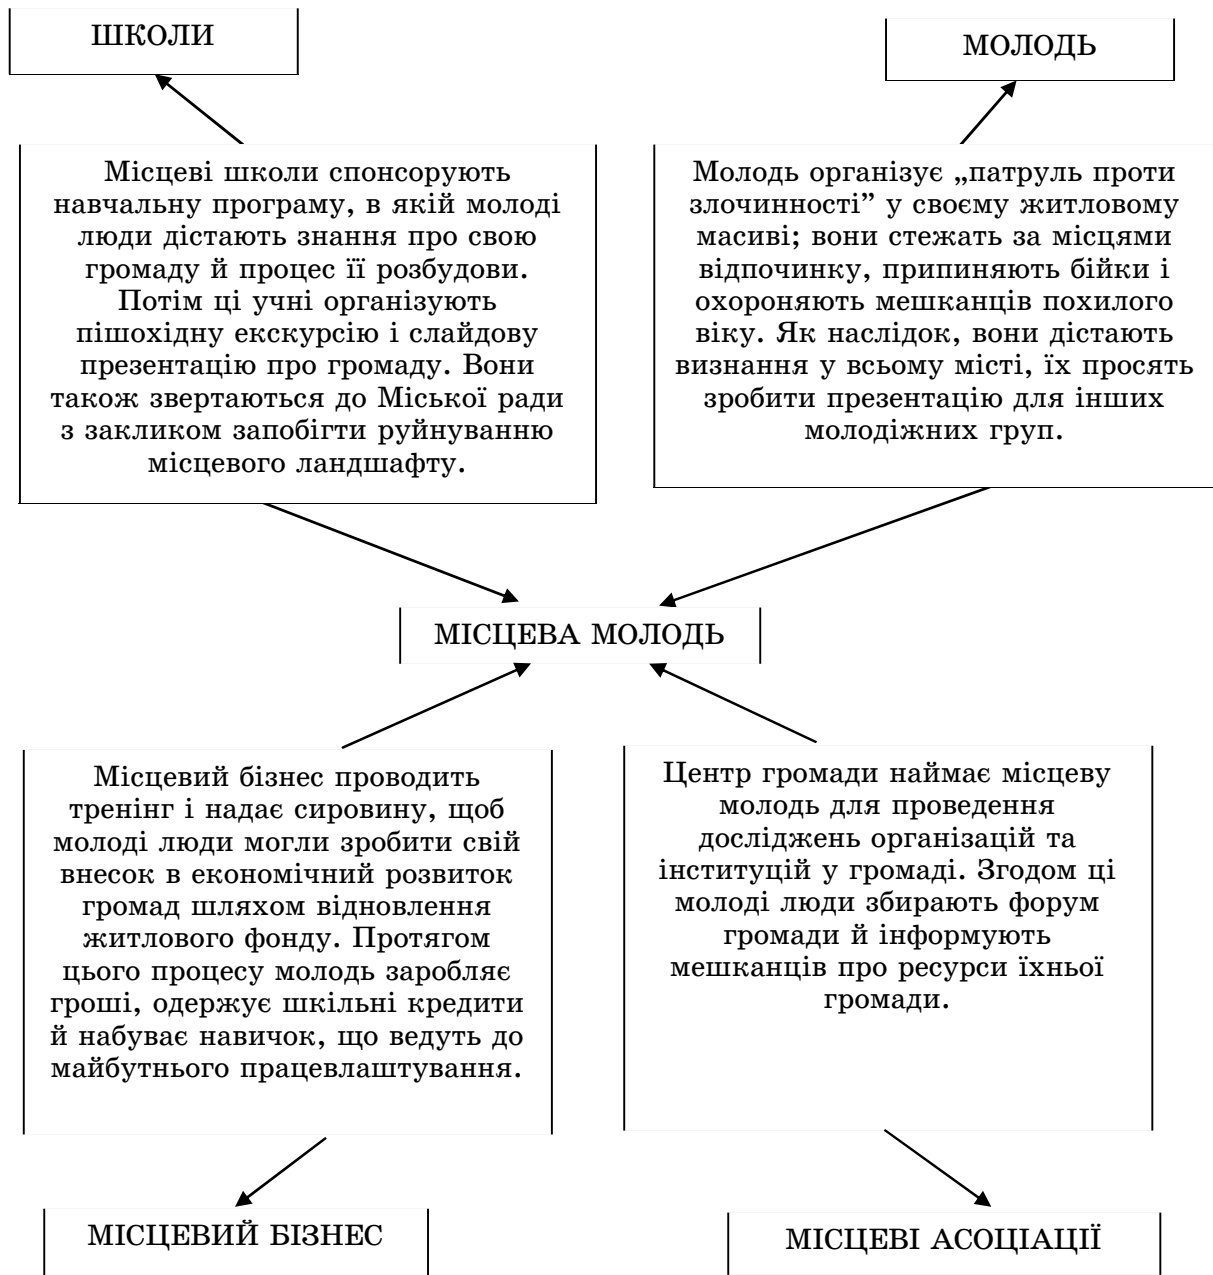 ШКОЛИ
МОЛОДЬ
Місцеві школи спонсорують
навчальну програму, в якій молоді
люди дістають знання про свою
громаду й процес її розбудови.
Потім ці учні організують
пішохідну екскурсію і слайдову
презентацію про громаду. Вони
також звертаються до Міської ради
з закликом запобігти руйнуванню
місцевого ландшафту.
Молодь організує „патруль проти
злочинності” у своєму житловому
масиві; вони стежать за місцями
відпочинку, припиняють бійки і
охороняють мешканців похилого
віку. Як наслідок, вони дістають
визнання у всьому місті, їх просять
зробити презентацію для інших
молодіжних груп.
МІСЦЕВА МОЛОДЬ
Місцевий бізнес проводить
тренінг і надає сировину, щоб
молоді люди могли зробити свій
внесок в економічний розвиток
громад шляхом відновлення
житлового фонду. Протягом
цього процесу молодь заробляє
гроші, одержує шкільні кредити
й набуває навичок, що ведуть до
майбутнього працевлаштування.
Центр громади наймає місцеву
молодь для проведення
досліджень організацій та
інституцій у громаді. Згодом ці
молоді люди збирають форум
громади й інформують
мешканців про ресурси їхньої
громади.
МІСЦЕВИЙ БІЗНЕС
МІСЦЕВІ АСОЦІАЦІЇ